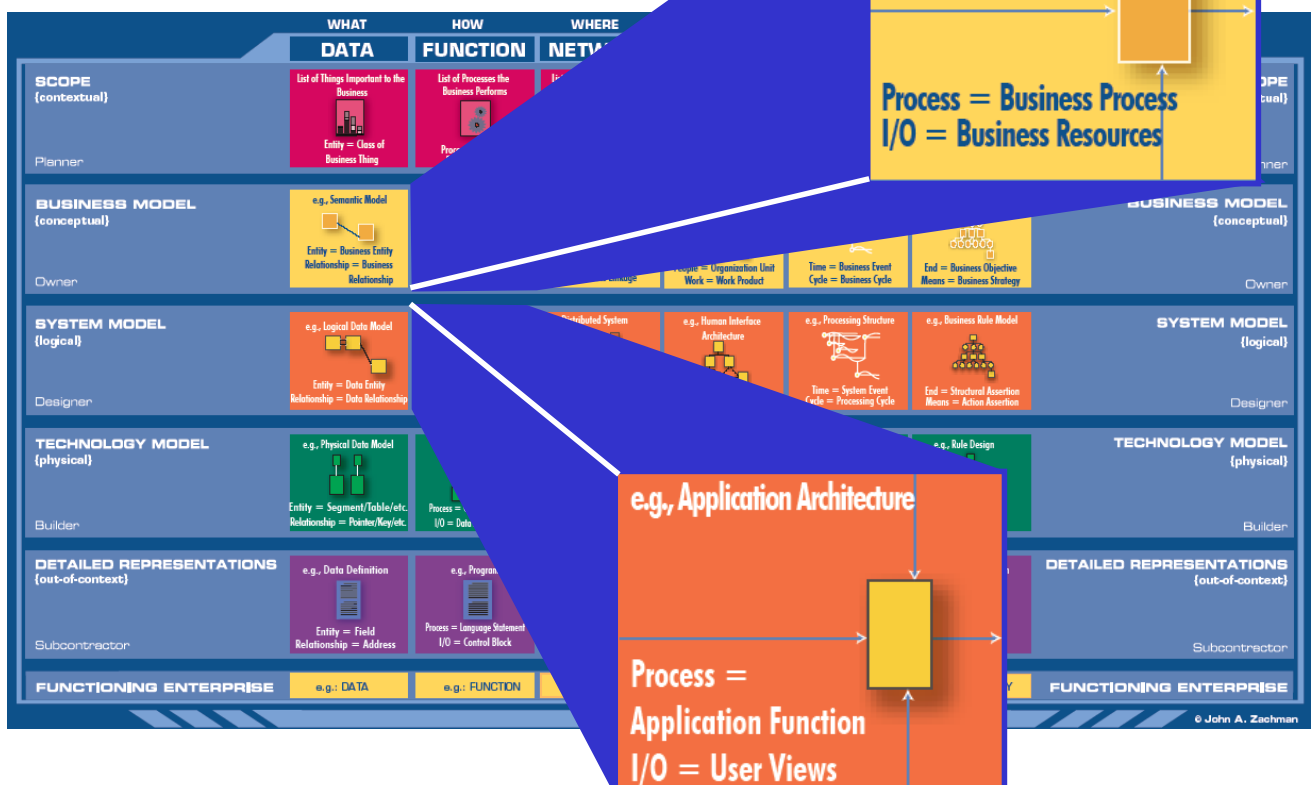 WHAT
HOW
WHERE
DATA
FUNCTION
SCOPE
{contextual}
Planner
List of Things Important to the
Business
Entity = Class of
Business Thing
List of Processes the
Business Performs
Process = Business Process
I/O = Business Resources
BUSINESS MODEL
{conceptual}
Owner
e.g., Semantic Model
Entity = Business Entity
Relationship = Business
Relationship
People = Organization Unit
Work = Work Product
Time = Business Event
Cycle = Business Cycle
End = Business Objective
Means = Business Strategy
BUSINESS MODEL
{conceptual}
Owner
SYSTEM MODEL
{logical}
Designer
e.g., Logical Data Model
Entity = Data Entity
Relationship = Data Relationship
Distributed System
e.g., Human Interface
Architecture
e.g., Processing Structure
Time = System Event
Cycle = Processing Cycle
e.g., Business Rule Model
End = Structural Assertion
Means = Action Assertion
SYSTEM MODEL
{logical}
Designer
TECHNOLOGY MODEL
{physical}
Builder
e.g., Physical Data Model
Entity = Segment/Table/etc.
Relationship = Pointer/Key/etc.
Process =
I/O = Data
e.g., Rule Design
TECHNOLOGY MODEL
{physical}
Builder
e.g., Application Architecture
Process =
Application Function
I/O = User Views
DETAILED REPRESENTATIONS
{out-of-context}
Subcontractor
e.g., Data Definition
Entity = Field
Relationship = Address
e.g., Program
Process = Language Statement
I/O = Control Block
DETAILED REPRESENTATIONS
{out-of-context}
Subcontractor
FUNCTIONING ENTERPRISE
e.g.: DATA
e.g.: FUNCTION
FUNCTIONING ENTERPRISE
© John A. Zachman